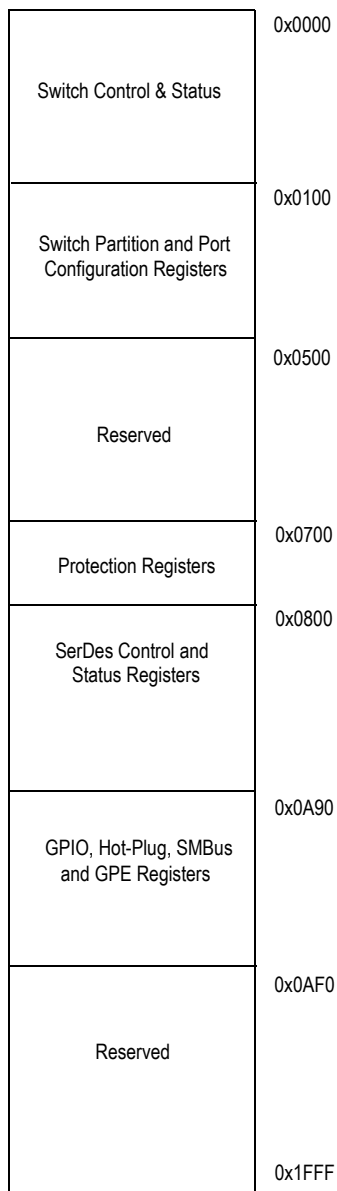 0x0000
Switch Control & Status
0x0100
Switch Partition and Port
Configuration Registers
0x0500
Reserved
0x0700
Protection Registers
0x0800
SerDes Control and
Status Registers
0x0A90
GPIO, Hot-Plug, SMBus
and GPE Registers
0x0AF0
Reserved
0x1FFF